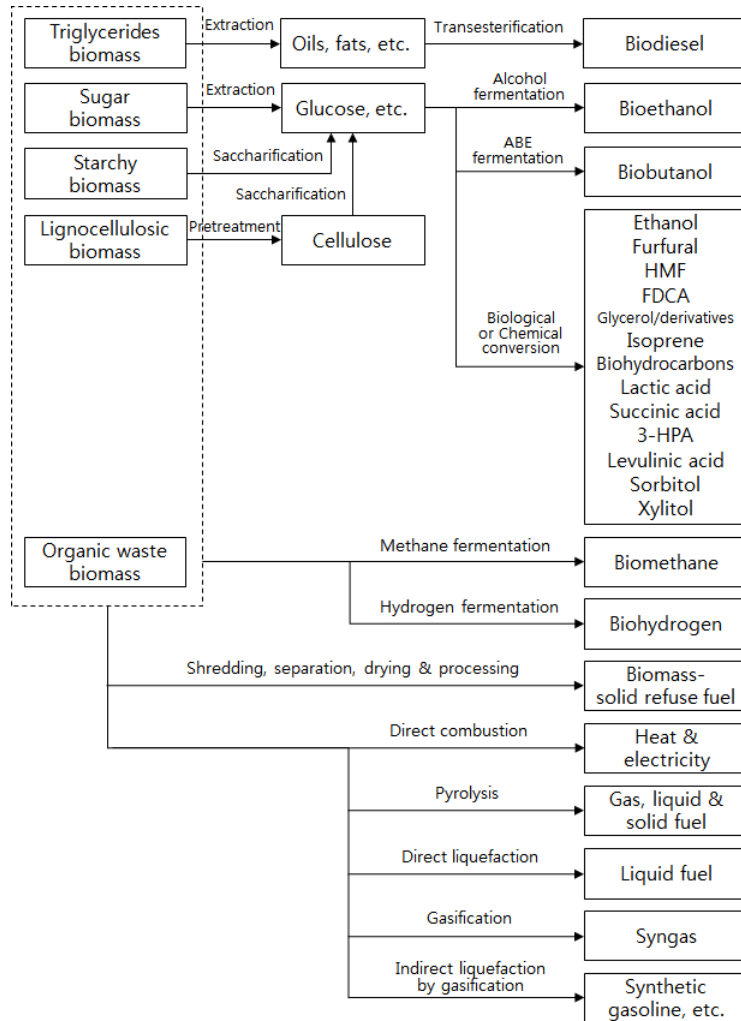 Triglycerides
biomass
Extraction
Oils, fats, etc.
Transesterification
Biodiesel
Sugar
biomass
Extraction
Glucose, etc.
Alcohol
fermentation
Bioethanol
Starchy
biomass
Saccharification
Saccharification
ABE
fermentation
Biobutanol
Lignocellulosic
biomass
Pretreatment
Cellulose
Biological
or Chemical
conversion
Ethanol
Furfural
HMF
FDCA
Glycerol/derivatives
Isoprene
Biohydrocarbons
Lactic acid
Succinic acid
3-HPA
Levulinic acid
Sorbitol
Xylitol
Organic waste
biomass
Methane fermentation
Biomethane
Hydrogen fermentation
Biohydrogen
Shredding, separation, drying & processing
Biomass-
solid refuse fuel
Direct combustion
Heat &
electricity
Pyrolysis
Gas, liquid &
solid fuel
Direct liquefaction
Liquid fuel
Gasification
Syngas
Indirect liquefaction
by gasification
Synthetic
gasoline, etc.